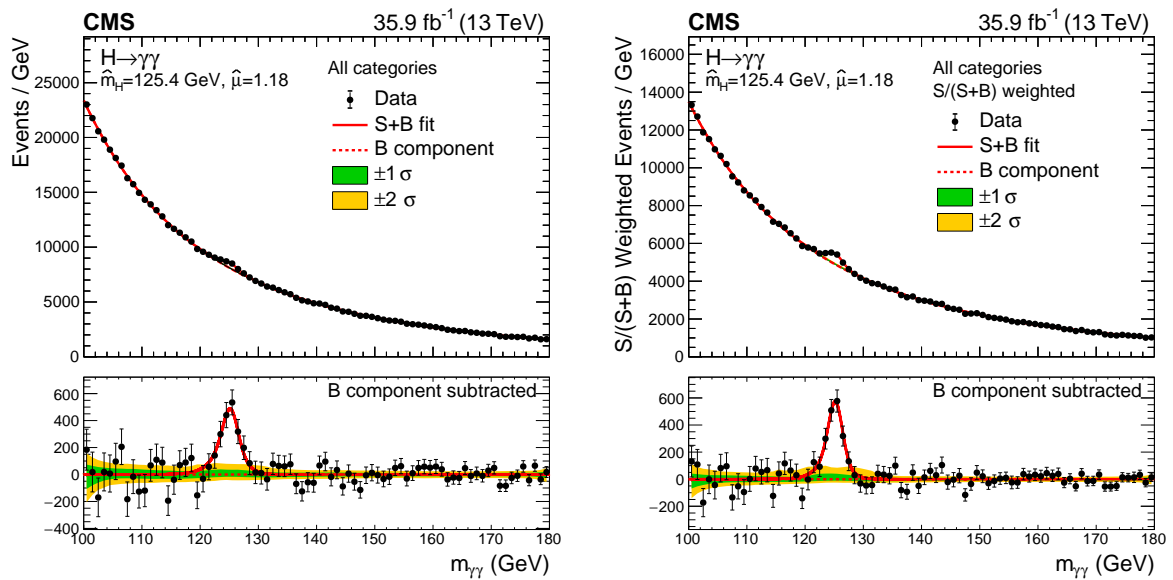 CMS 35.9 fb⁻¹ (13 TeV)
H→γγ
m̂_H=125.4 GeV, μ̂=1.18
All categories
Data
S+B fit
B component
±1 σ
±2 σ
Events / GeV
25000
20000
15000
10000
5000
0
B component subtracted
600
400
200
0
−200
−400
100 110 120 130 140 150 160 170 180
m_γγ (GeV)
CMS 35.9 fb⁻¹ (13 TeV)
H→γγ
m̂_H=125.4 GeV, μ̂=1.18
All categories
S/(S+B) weighted
Data
S+B fit
B component
±1 σ
±2 σ
S/(S+B) Weighted Events / GeV
16000
14000
12000
10000
8000
6000
4000
2000
0
B component subtracted
600
400
200
0
−200
100 110 120 130 140 150 160 170 180
m_γγ (GeV)